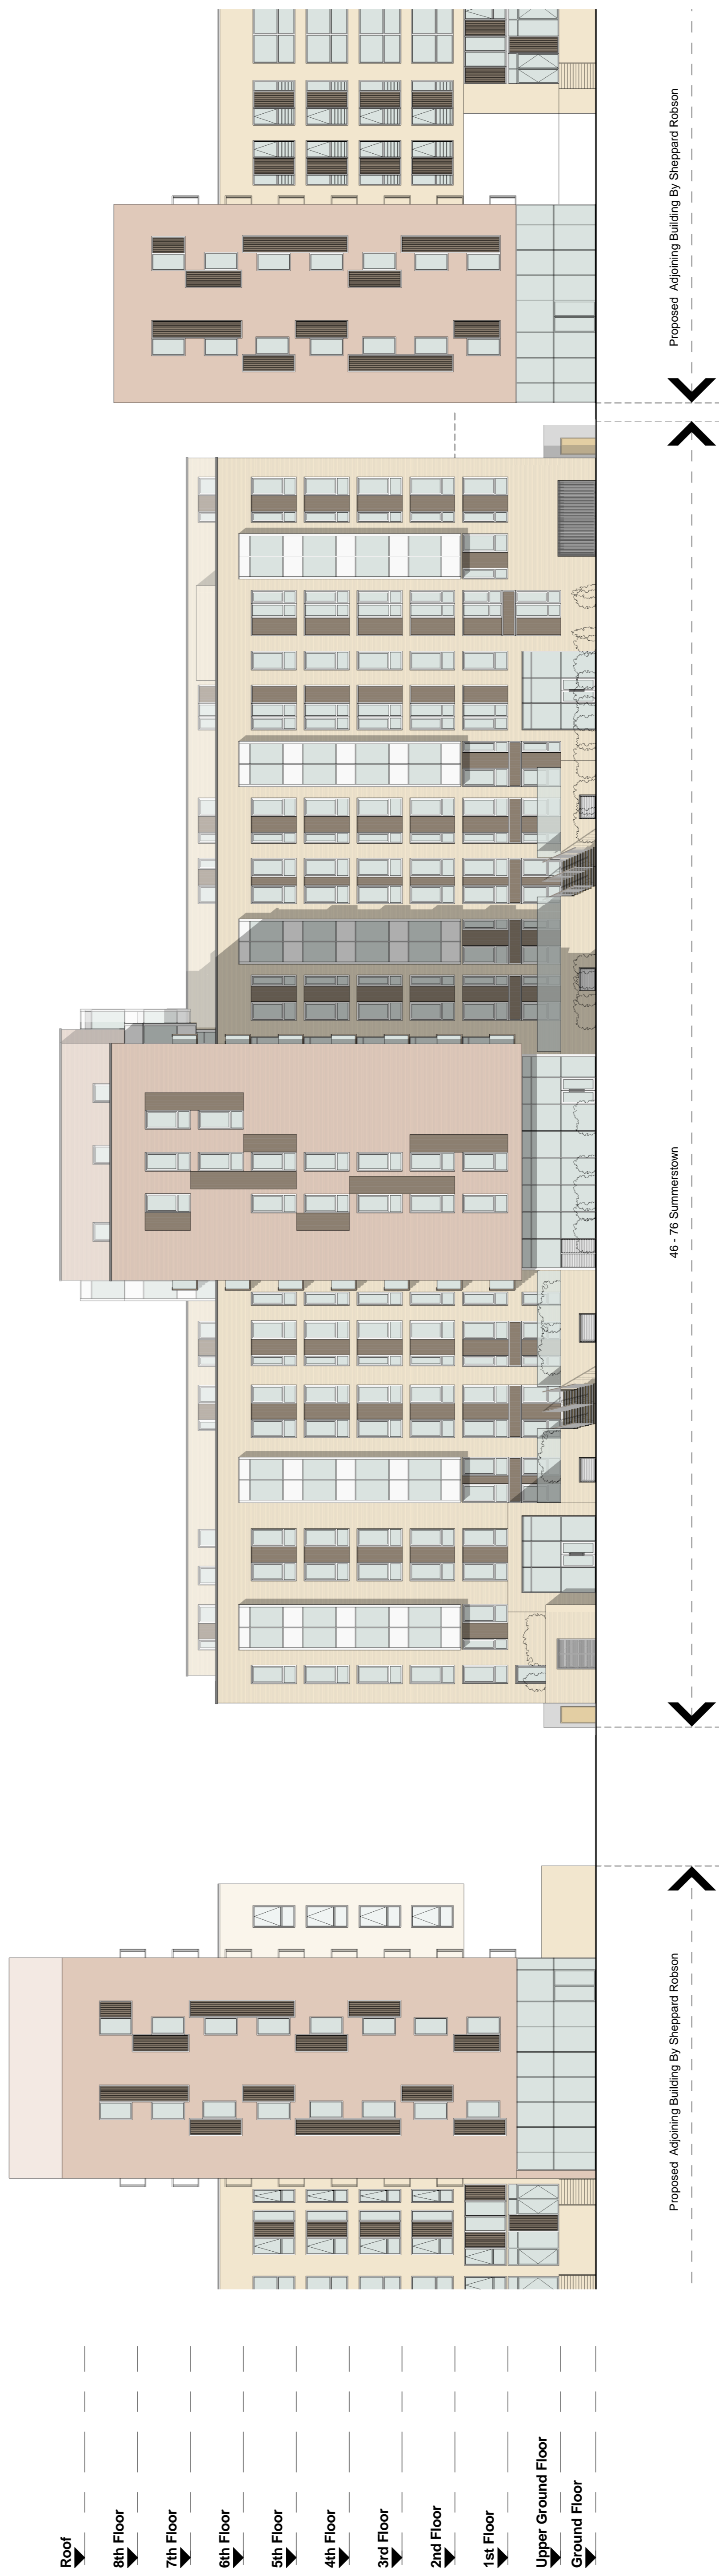 Roof
8th Floor
7th Floor
6th Floor
5th Floor
4th Floor
3rd Floor
2nd Floor
1st Floor
Upper Ground Floor
Ground Floor
Proposed Adjoining Building By Sheppard Robson
46 - 76 Summerstown
Proposed Adjoining Building By Sheppard Robson